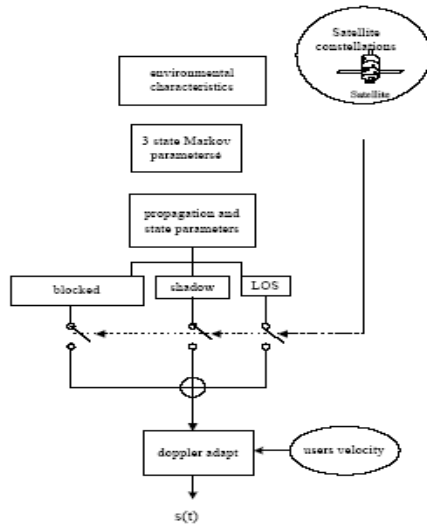 Satellite
constellations
Satellite
environmental
characteristics
3 state Markov
parametersé
propagation and
state parameters
blocked
shadow
LOS
doppler adapt
users velocity
s(t)